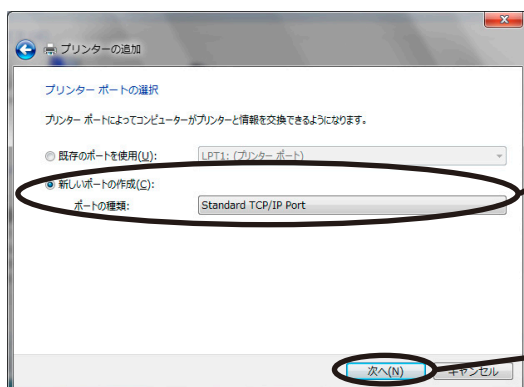 プリンターの追加
プリンター ポートの選択
プリンター ポートによってコンピューターがプリンターと情報を交換できるようになります。
既存のポートを使用(U): LPT1: (プリンター ポート)
新しいポートの作成(C):
ポートの種類: Standard TCP/IP Port
次へ(N) キャンセル